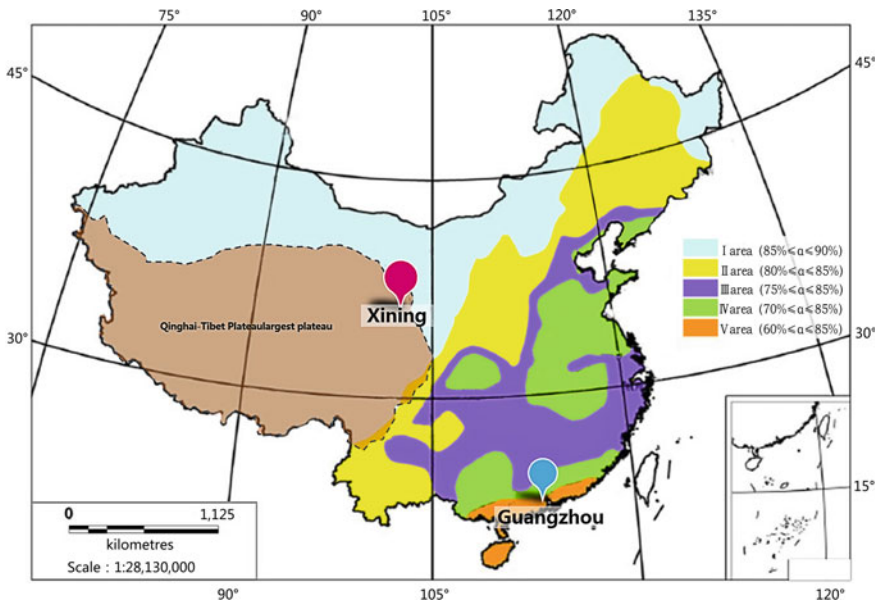 75°
90°
105°
120°
135°
45°
45°
Ⅰ area (85%≤α≤90%)
Ⅱ area (80%≤α≤85%)
Ⅲ area (75%≤α≤85%)
Ⅳ area (70%≤α≤85%)
Ⅴ area (60%≤α≤85%)
Xining
Qinghai-Tibet Plateaulargest plateau
30°
30°
15°
Guangzhou
0 1,125
kilometres
Scale : 1:28,130,000
90°
105°
120°